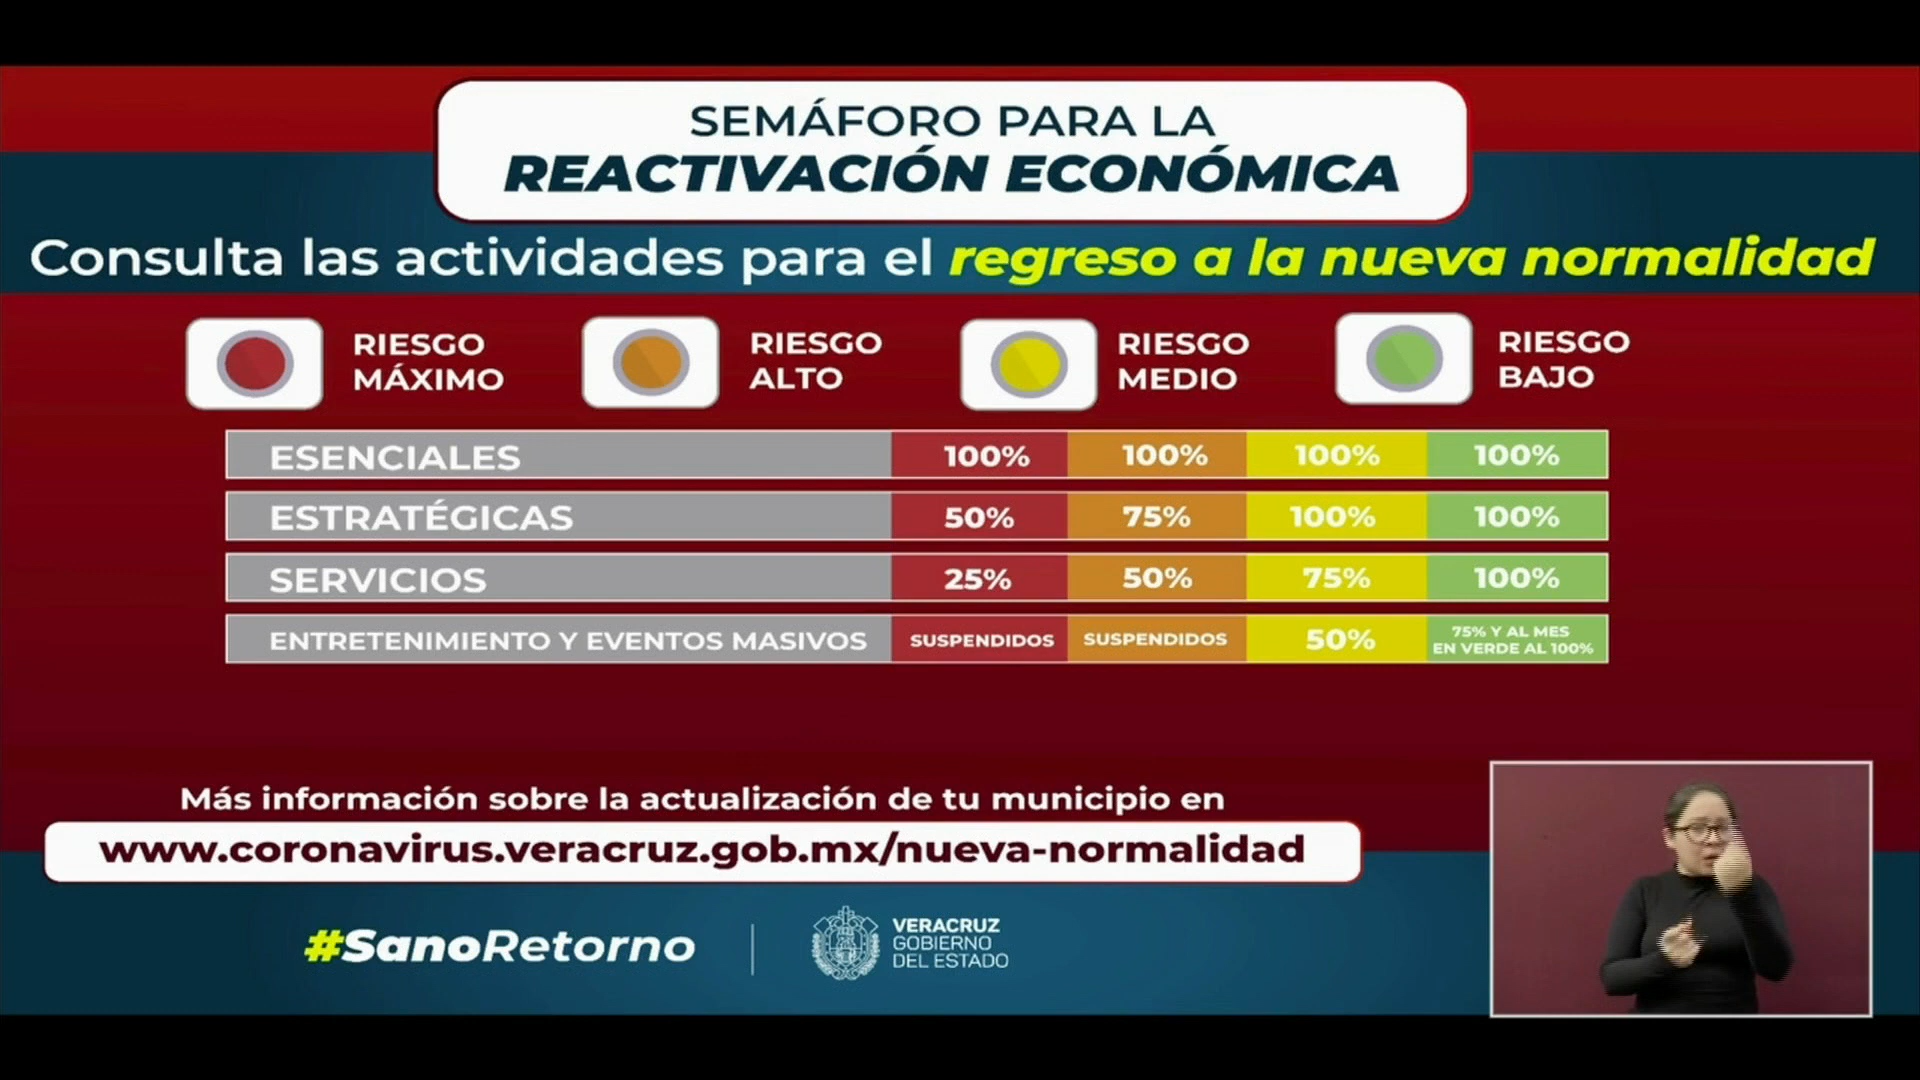 SEMÁFORO PARA LA
REACTIVACIÓN ECONÓMICA
Consulta las actividades para el regreso a la nueva normalidad
RIESGO
MÁXIMO
RIESGO
ALTO
RIESGO
MEDIO
RIESGO
BAJO
ESENCIALES 100% 100% 100% 100%
ESTRATÉGICAS 50% 75% 100% 100%
SERVICIOS 25% 50% 75% 100%
ENTRETENIMIENTO Y EVENTOS MASIVOS SUSPENDIDOS SUSPENDIDOS 50% 75% Y AL MES
EN VERDE AL 100%
Más información sobre la actualización de tu municipio en
www.coronavirus.veracruz.gob.mx/nueva-normalidad
#SanoRetorno
VERACRUZ
GOBIERNO
DEL ESTADO